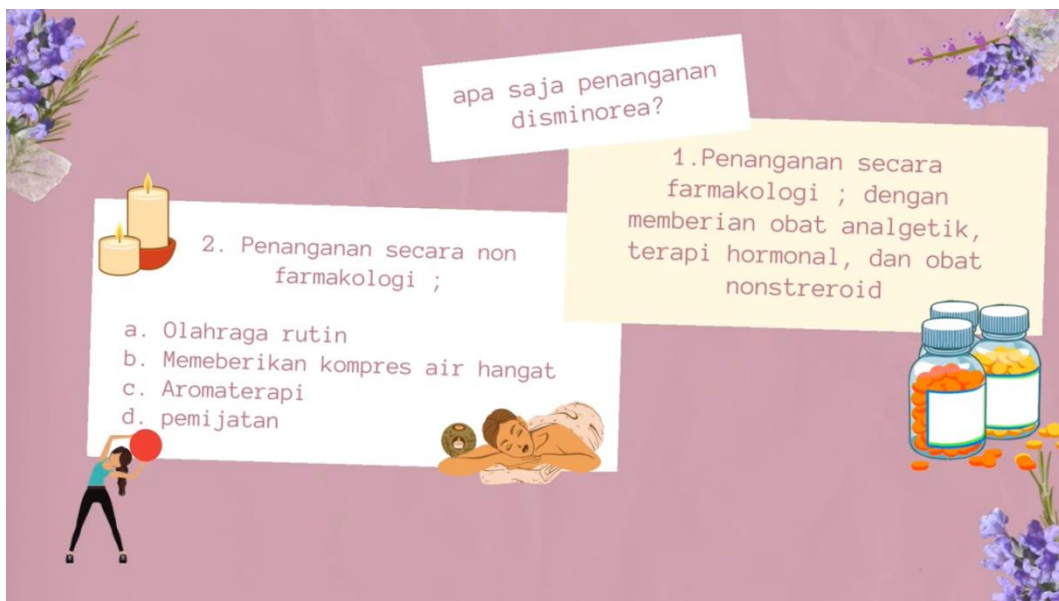 apa saja penanganan
disminorea?
1.Penanganan secara
farmakologi ; dengan
memberian obat analgetik,
terapi hormonal, dan obat
nonstreroid
2. Penanganan secara non
farmakologi ;
a. Olahraga rutin
b. Memeberikan kompres air hangat
c. Aromaterapi
d. pemijatan